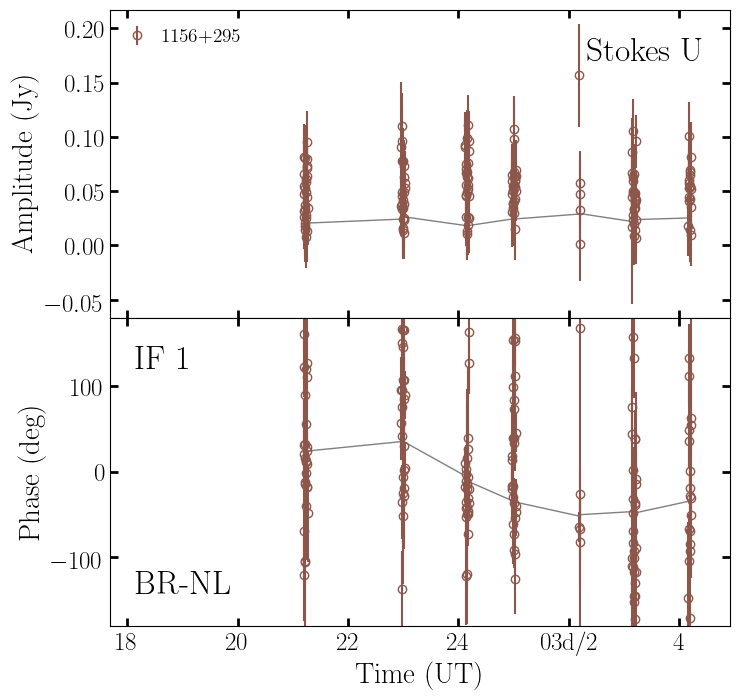 1156+295
Stokes U
0.20
0.15
0.10
0.05
0.00
−0.05
Amplitude (Jy)
IF 1
100
0
−100
Phase (deg)
BR-NL
18 20 22 24 03d/2 4
Time (UT)